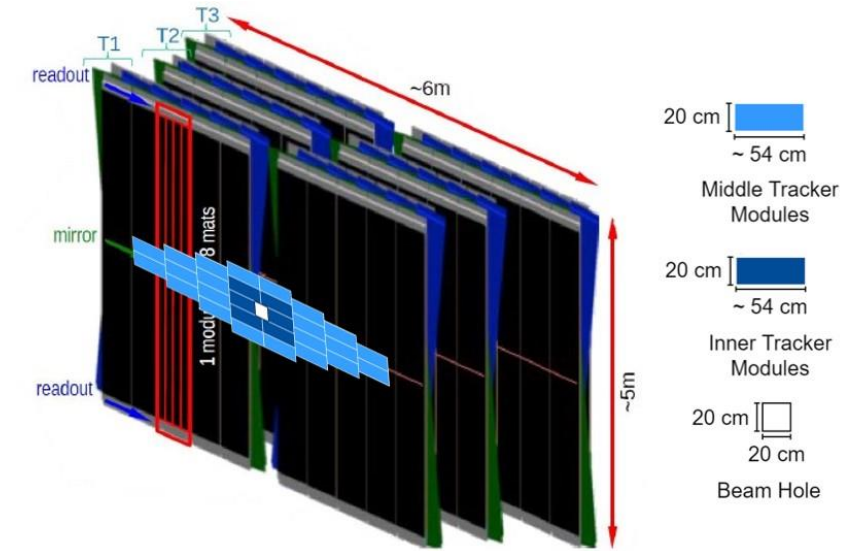 T1
T2
T3
readout
~6m
mirror
1 modu
8 mats
readout
~5m
20 cm
~ 54 cm
Middle Tracker
Modules
20 cm
~ 54 cm
Inner Tracker
Modules
20 cm
20 cm
Beam Hole